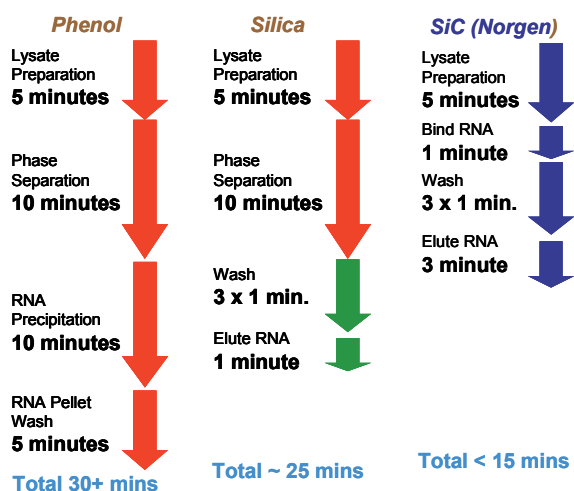 Phenol
Lysate
Preparation
5 minutes
Phase
Separation
10 minutes
RNA
Precipitation
10 minutes
RNA Pellet
Wash
5 minutes
Total 30+ mins
Silica
Lysate
Preparation
5 minutes
Phase
Separation
10 minutes
Wash
3 x 1 min.
Elute RNA
1 minute
Total ~ 25 mins
SiC (Norgen)
Lysate
Preparation
5 minutes
Bind RNA
1 minute
Wash
3 x 1 min.
Elute RNA
3 minute
Total < 15 mins